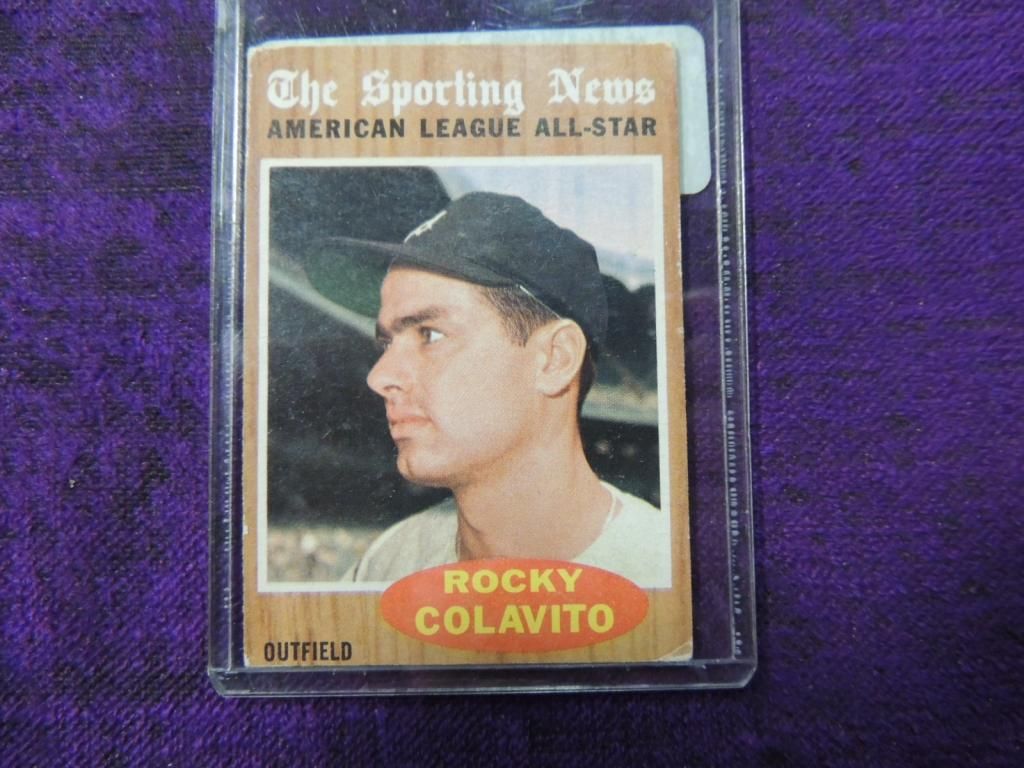 The Sporting News
AMERICAN LEAGUE ALL-STAR
ROCKY
COLAVITO
OUTFIELD